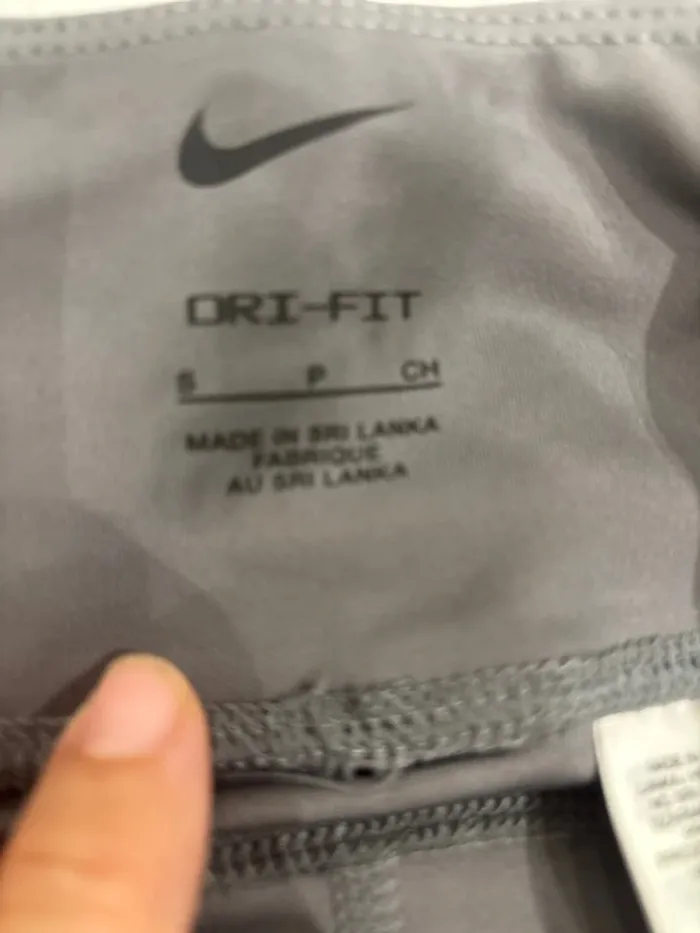 DRI-FIT
S P CH
MADE IN SRI LANKA
FABRIQUE
AU SRI LANKA